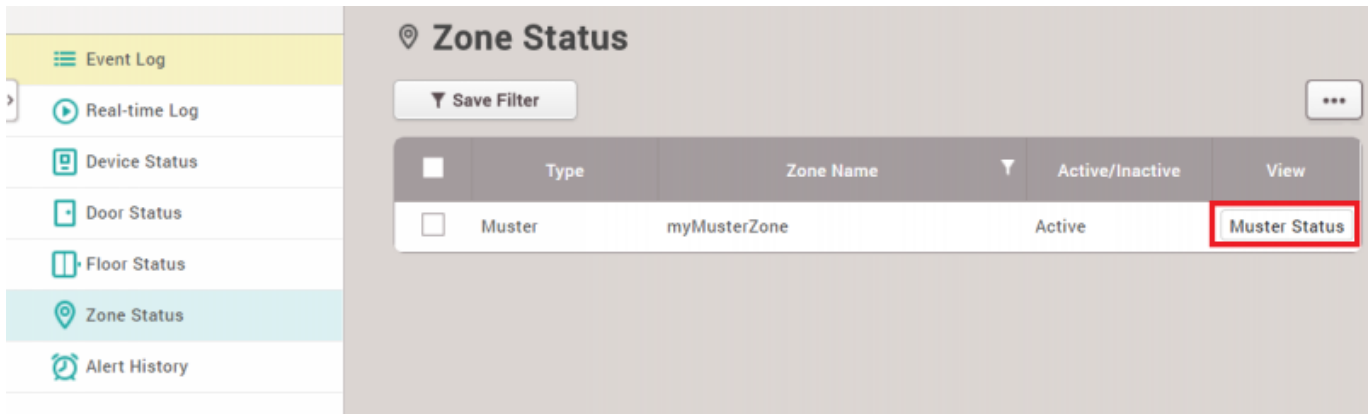 Event Log
Real-time Log
Device Status
Door Status
Floor Status
Zone Status
Alert History
Zone Status
Save Filter
Type Zone Name Active/Inactive View
Muster myMusterZone Active Muster Status